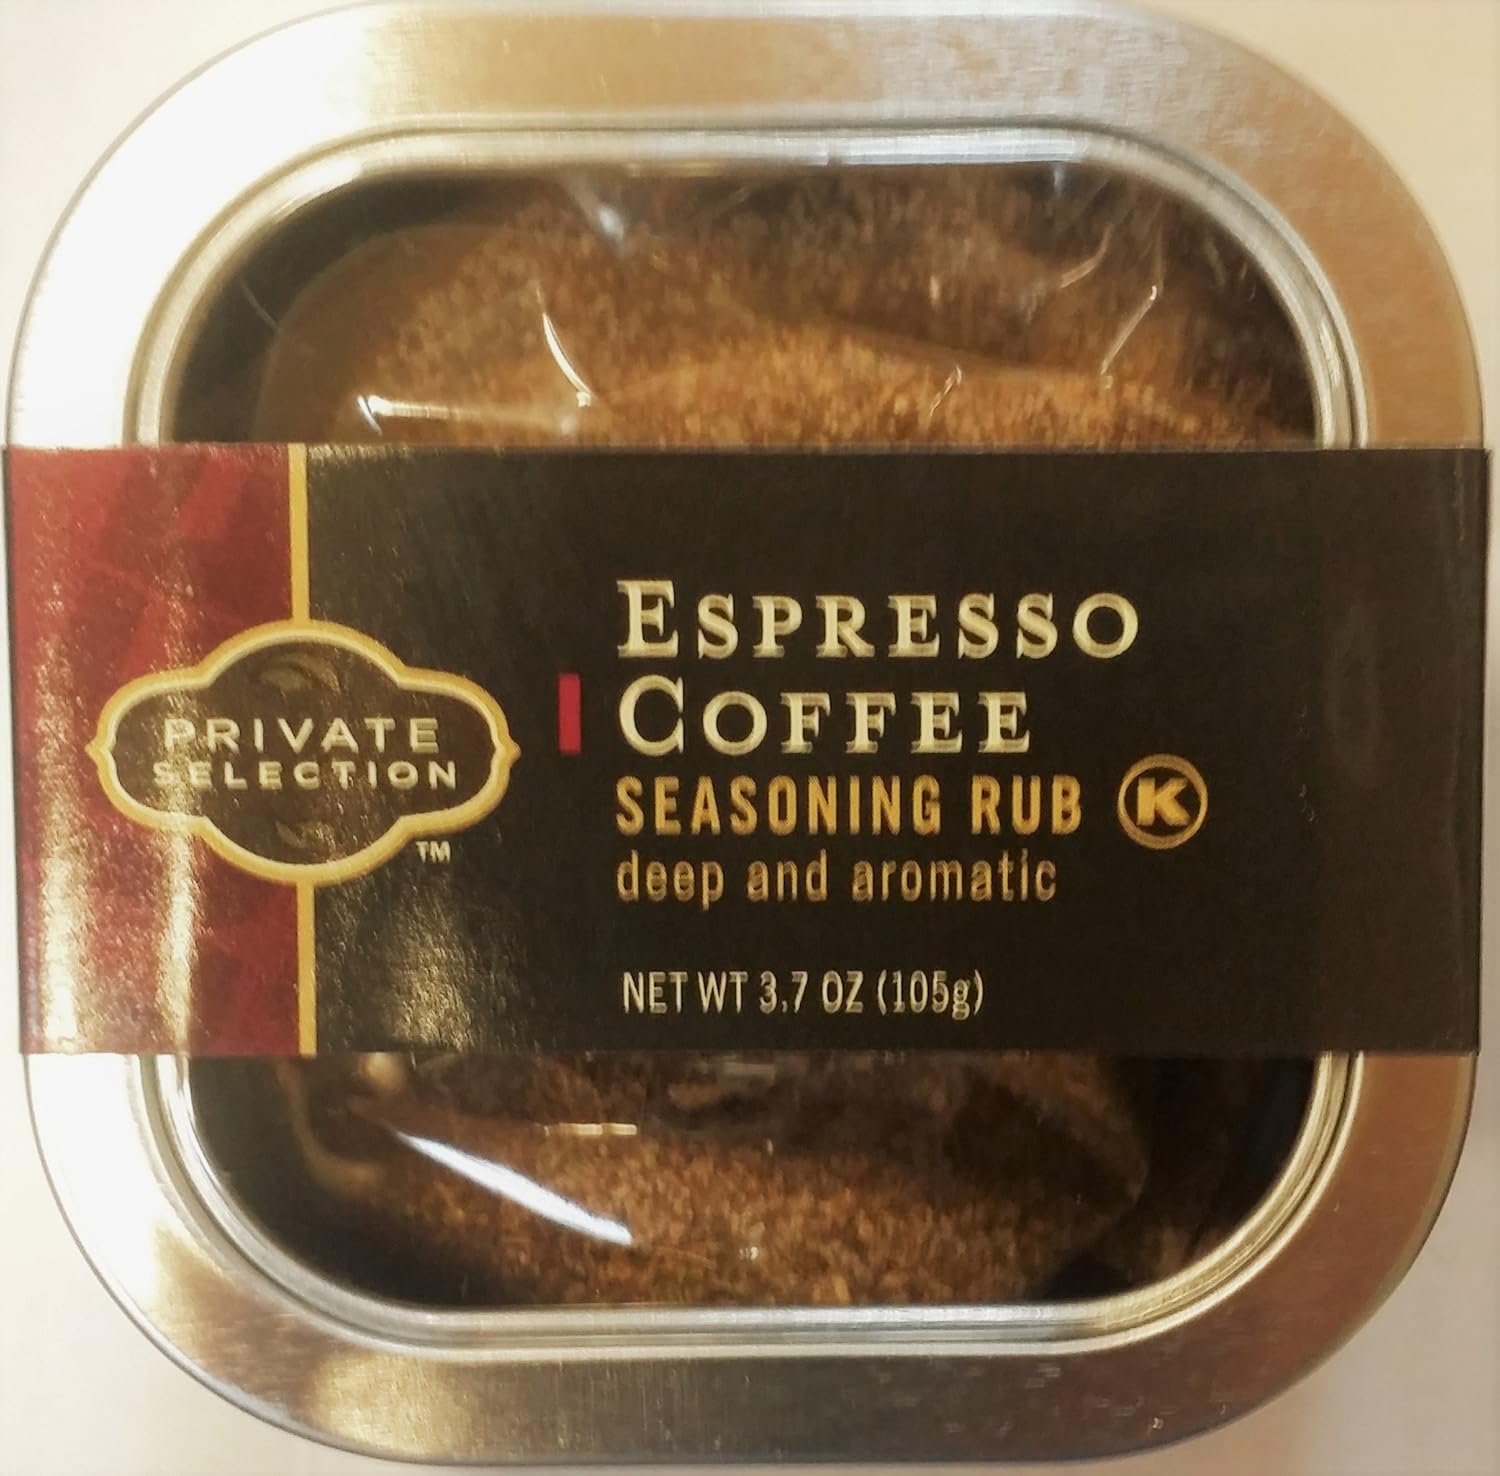 PRIVATE
SELECTION
TM
ESPRESSO
COFFEE
SEASONING RUB K
deep and aromatic
NET WT 3.7 OZ (105g)